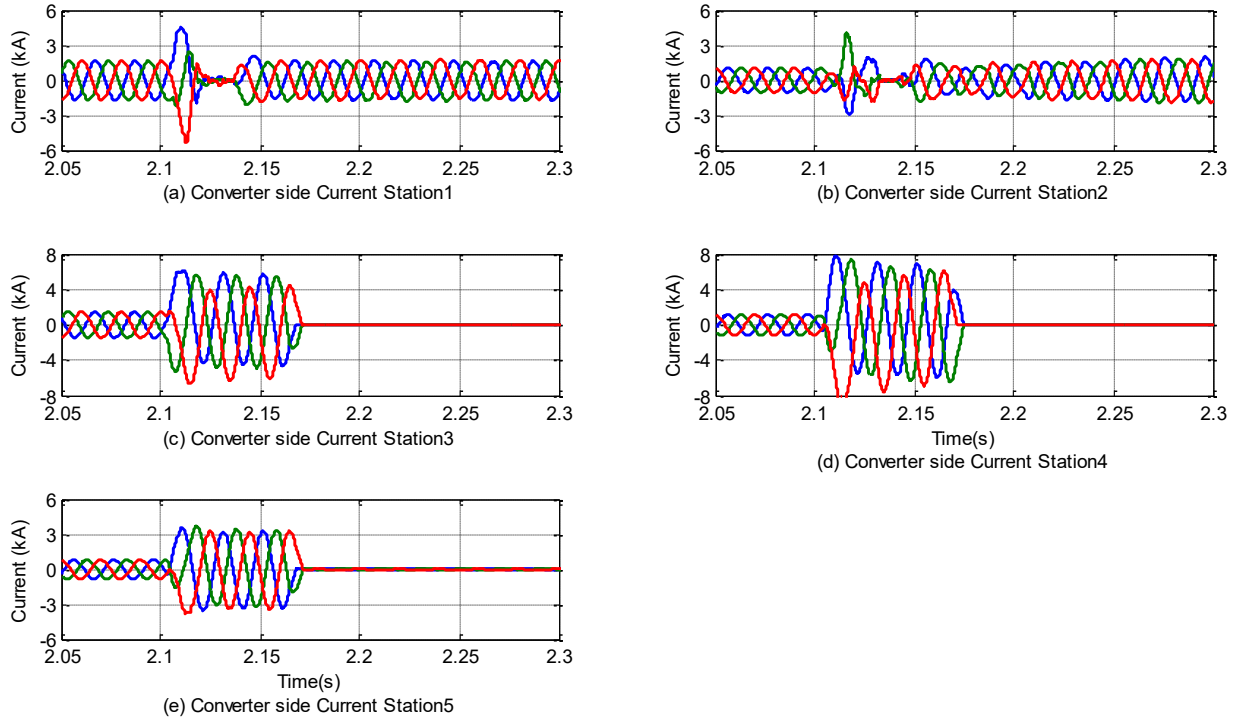 Current (kA)
6
3
0
-3
-6
2.05 2.1 2.15 2.2 2.25 2.3
(a) Converter side Current Station1
Current (kA)
6
3
0
-3
-6
2.05 2.1 2.15 2.2 2.25 2.3
(b) Converter side Current Station2
Current (kA)
8
4
0
-4
-8
2.05 2.1 2.15 2.2 2.25 2.3
(c) Converter side Current Station3
Current (kA)
8
4
0
-4
-8
2.05 2.1 2.15 2.2 2.25 2.3
Time(s)
(d) Converter side Current Station4
Current (kA)
6
3
0
-3
-6
2.05 2.1 2.15 2.2 2.25 2.3
Time(s)
(e) Converter side Current Station5